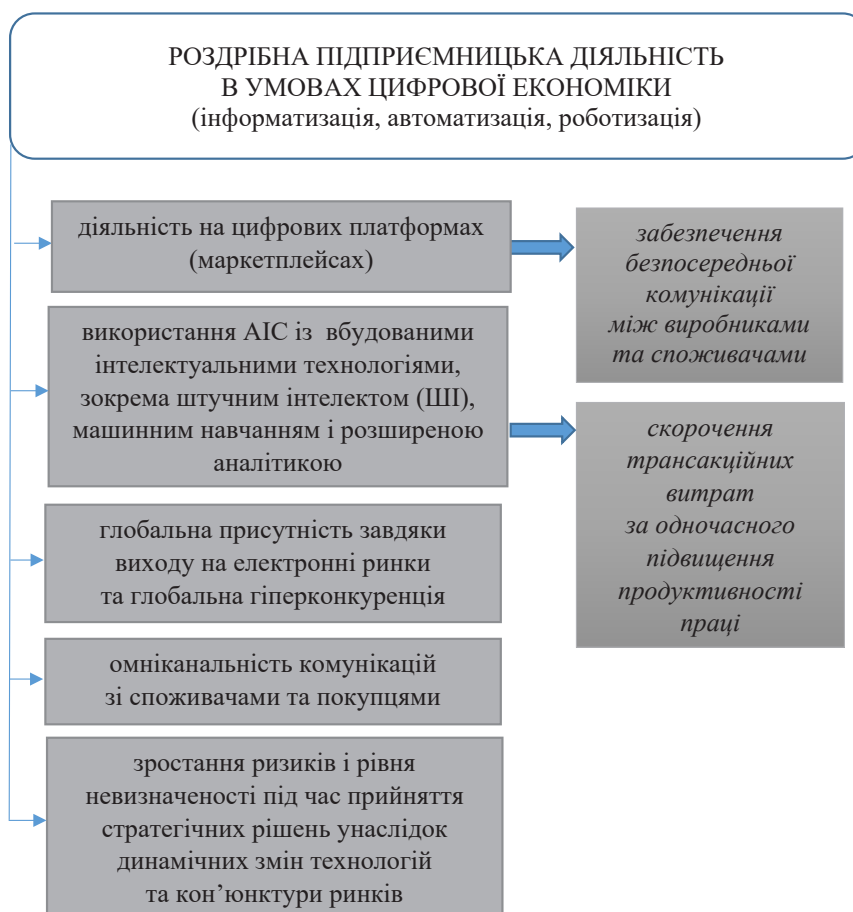 РОЗДРІБНА ПІДПРИЄМНИЦЬКА ДІЯЛЬНІСТЬ
В УМОВАХ ЦИФРОВОЇ ЕКОНОМІКИ
(інформатизація, автоматизація, роботизація)
діяльність на цифрових платформах
(маркетплейсах)
забезпечення
безпосередньої
комунікації
між виробниками
та споживачами
використання АІС із вбудованими
інтелектуальними технологіями,
зокрема штучним інтелектом (ШІ),
машинним навчанням і розширеною
аналітикою
скорочення
трансакційних
витрат
за одночасного
підвищення
продуктивності
праці
глобальна присутність завдяки
виходу на електронні ринки
та глобальна гіперконкуренція
омніканальність комунікацій
зі споживачами та покупцями
зростання ризиків і рівня
невизначеності під час прийняття
стратегічних рішень унаслідок
динамічних змін технологій
та кон’юнктури ринків